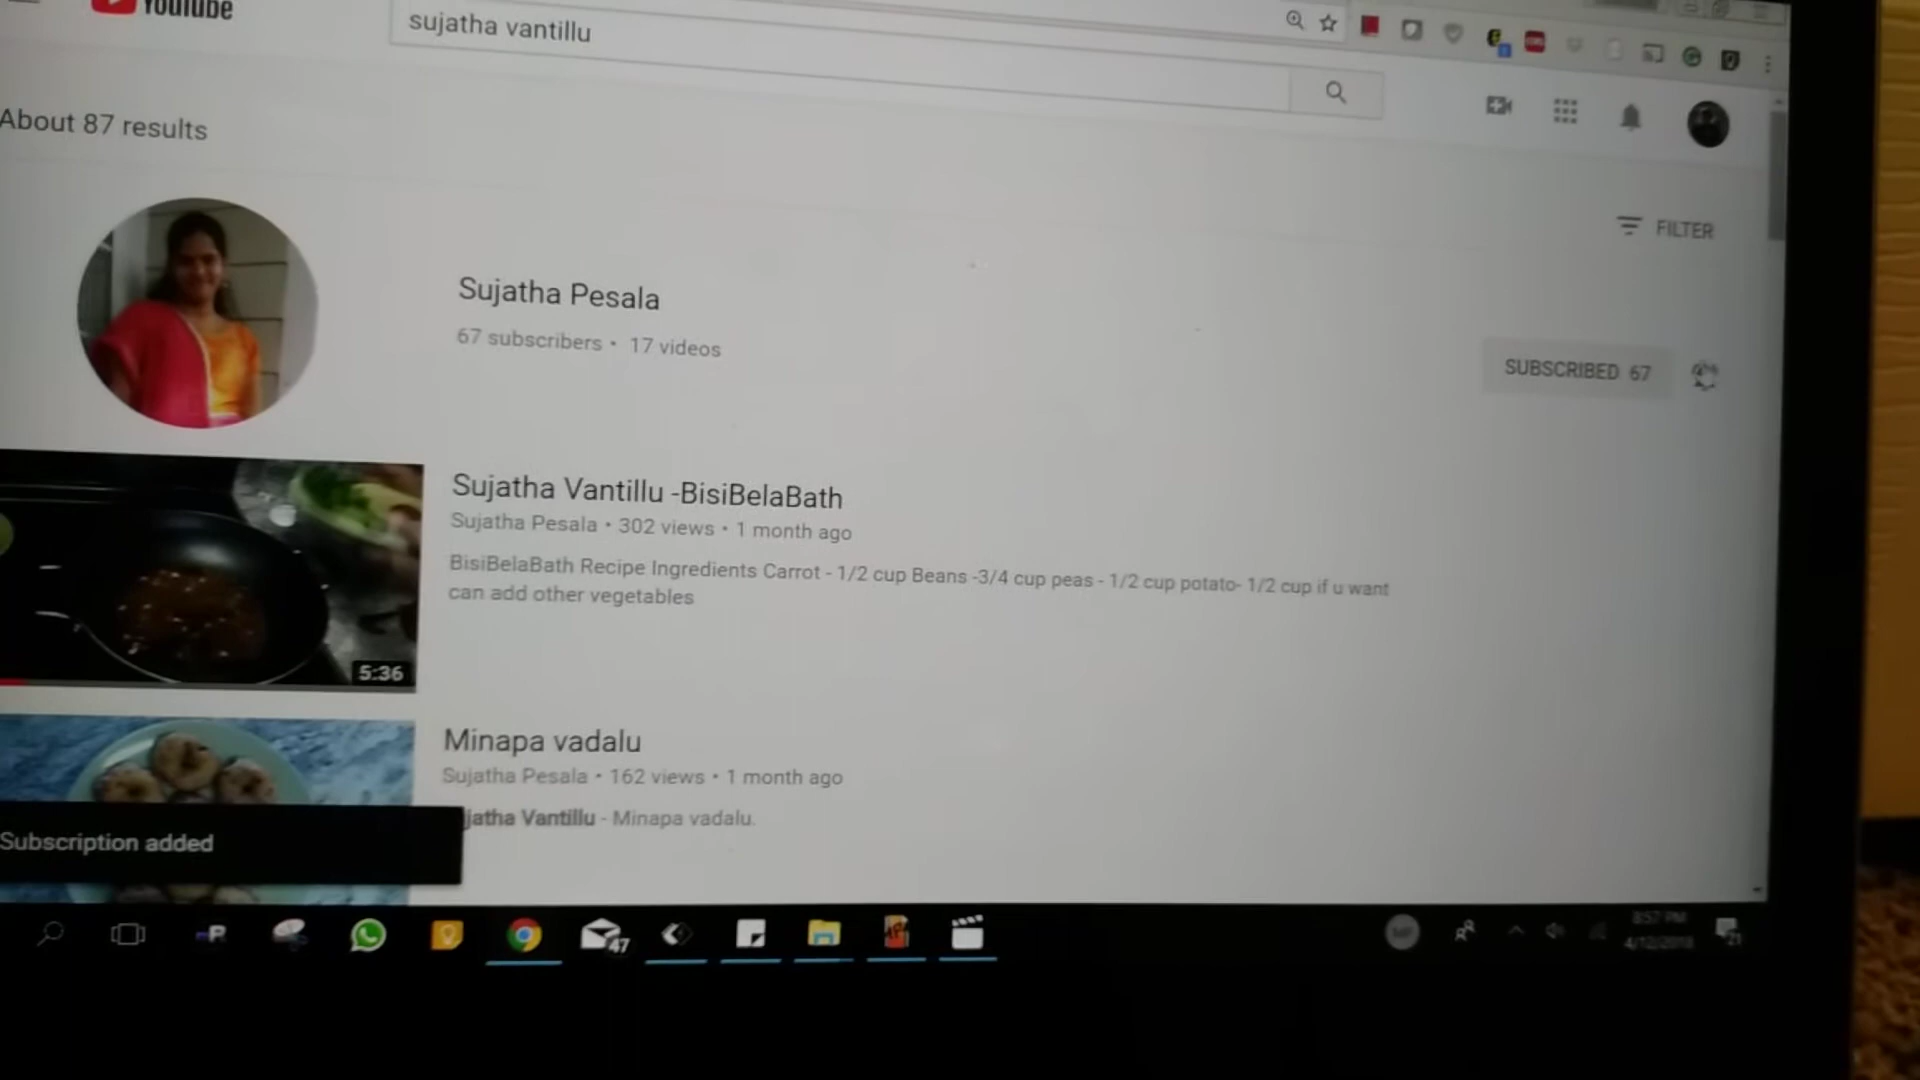 YouTube
sujatha vantillu
About 87 results
FILTER
Sujatha Pesala
67 subscribers • 17 videos
SUBSCRIBED 67
Sujatha Vantillu -BisiBelaBath
Sujatha Pesala • 302 views • 1 month ago
BisiBelaBath Recipe Ingredients Carrot - 1/2 cup Beans -3/4 cup peas - 1/2 cup potato- 1/2 cup if u want
can add other vegetables
5:36
Minapa vadalu
Sujatha Pesala • 162 views • 1 month ago
jatha Vantillu - Minapa vadalu.
Subscription added
47
8:57 PM